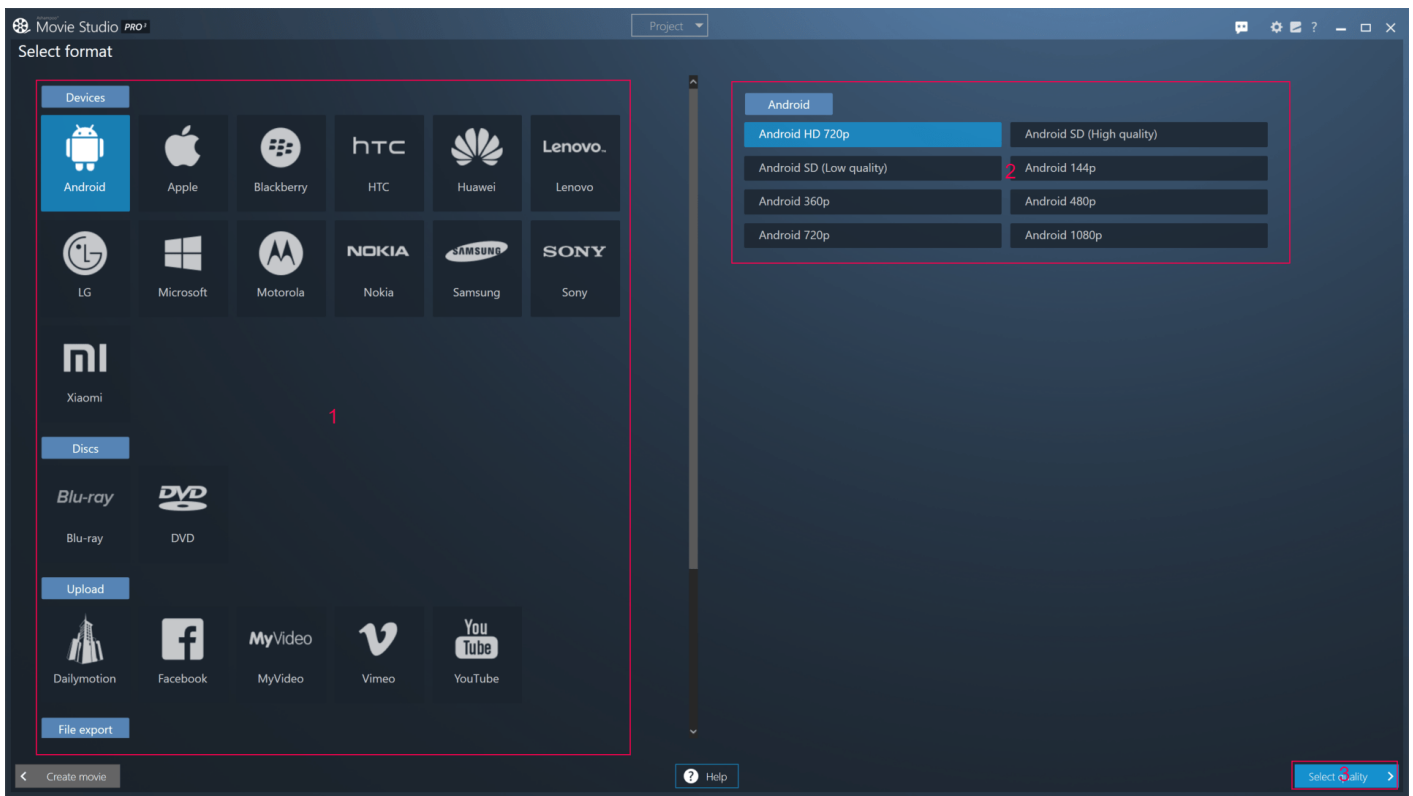 Movie Studio PRO³
Project
?
Select format
Devices
hTC
Lenovo
Android
Apple
Blackberry
HTC
Huawei
Lenovo
LG
NOKIA
SAMSUNG
SONY
LG
Microsoft
Motorola
Nokia
Samsung
Sony
Xiaomi
1
Discs
Blu-ray
DVD
Blu-ray
DVD
Upload
MyVideo
You
Tube
Dailymotion
Facebook
MyVideo
Vimeo
YouTube
File export
Android
Android HD 720p
Android SD (High quality)
Android SD (Low quality)
2
Android 144p
Android 360p
Android 480p
Android 720p
Android 1080p
Create movie
? Help
Select quality
3